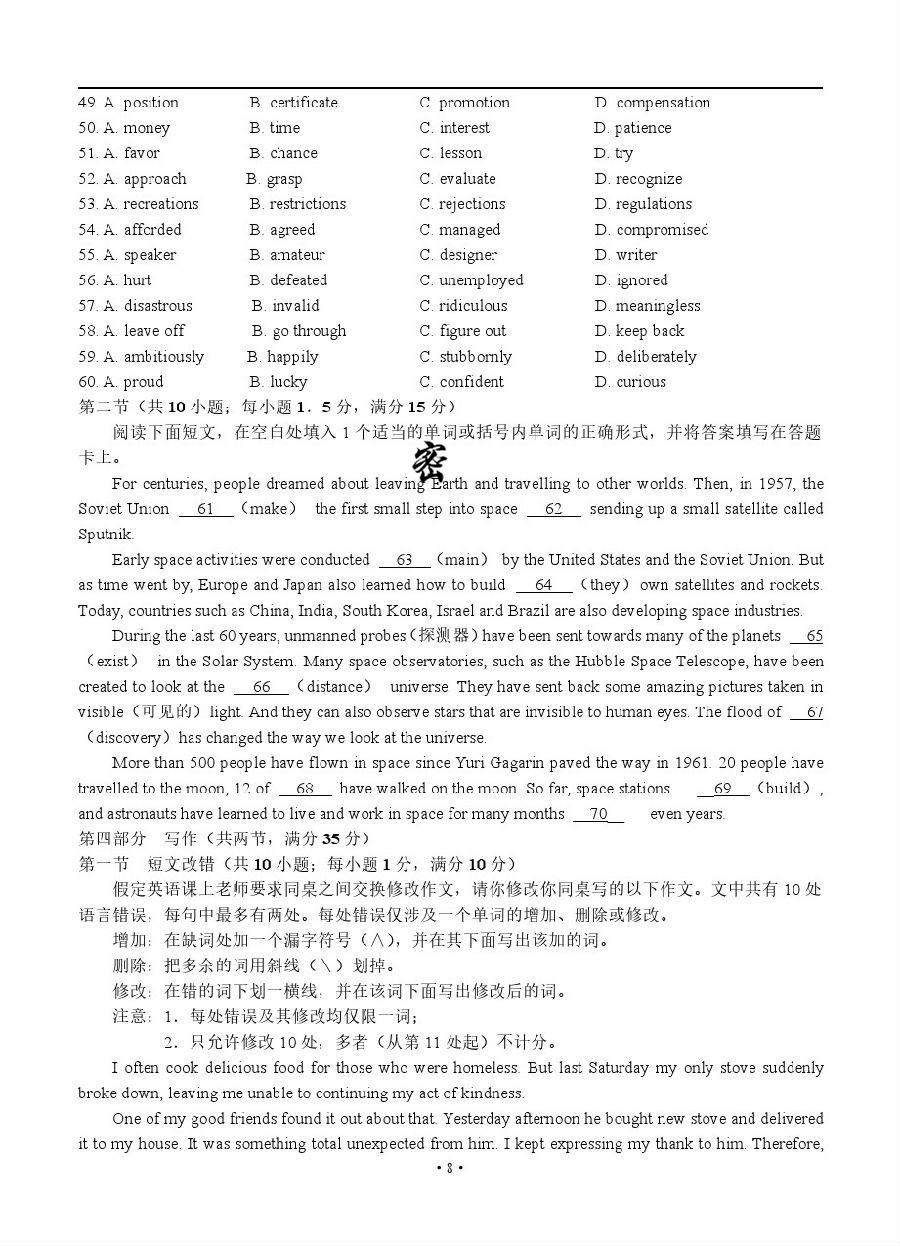 49. A. position B. certificate C. promotion D. compensation
50. A. money B. time C. interest D. patience
51. A. favor B. chance C. lesson D. try
52. A. approach B. grasp C. evaluate D. recognize
53. A. recreations B. restrictions C. rejections D. regulations
54. A. afforded B. agreed C. managed D. compromised
55. A. speaker B. amateur C. designer D. writer
56. A. hurt B. defeated C. unemployed D. ignored
57. A. disastrous B. invalid C. ridiculous D. meaningless
58. A. leave off B. go through C. figure out D. keep back
59. A. ambitiously B. happily C. stubbornly D. deliberately
60. A. proud B. lucky C. confident D. curious
第二节（共 10 小题；每小题 1．5 分，满分 15 分）
阅读下面短文，在空白处填入 1 个适当的单词或括号内单词的正确形式，并将答案填写在答题
卡上。
密
For centuries, people dreamed about leaving Earth and travelling to other worlds. Then, in 1957, the
Soviet Union 61 （make） the first small step into space 62 sending up a small satellite called
Sputnik.
Early space activities were conducted 63 （main） by the United States and the Soviet Union. But
as time went by, Europe and Japan also learned how to build 64 （they）own satellites and rockets.
Today, countries such as China, India, South Korea, Israel and Brazil are also developing space industries.
During the last 60 years, unmanned probes（探测器）have been sent towards many of the planets 65
（exist） in the Solar System. Many space observatories, such as the Hubble Space Telescope, have been
created to look at the 66 （distance） universe. They have sent back some amazing pictures taken in
visible（可见的）light. And they can also observe stars that are invisible to human eyes. The flood of 67
（discovery）has changed the way we look at the universe.
More than 500 people have flown in space since Yuri Gagarin paved the way in 1961. 20 people have
travelled to the moon, 12 of 68 have walked on the moon. So far, space stations 69 （build），
and astronauts have learned to live and work in space for many months 70 even years.
第四部分 写作（共两节，满分 35 分）
第一节 短文改错（共 10 小题；每小题 1 分，满分 10 分）
假定英语课上老师要求同桌之间交换修改作文，请你修改你同桌写的以下作文。文中共有 10 处
语言错误，每句中最多有两处。每处错误仅涉及一个单词的增加、删除或修改。
增加：在缺词处加一个漏字符号（∧），并在其下面写出该加的词。
删除：把多余的词用斜线（＼）划掉。
修改：在错的词下划一横线，并在该词下面写出修改后的词。
注意：1．每处错误及其修改均仅限一词；
2．只允许修改 10 处，多者（从第 11 处起）不计分。
I often cook delicious food for those who were homeless. But last Saturday my only stove suddenly
broke down, leaving me unable to continuing my act of kindness.
One of my good friends found it out about that. Yesterday afternoon he bought new stove and delivered
it to my house. It was something total unexpected from him. I kept expressing my thank to him. Therefore,
• 8 •